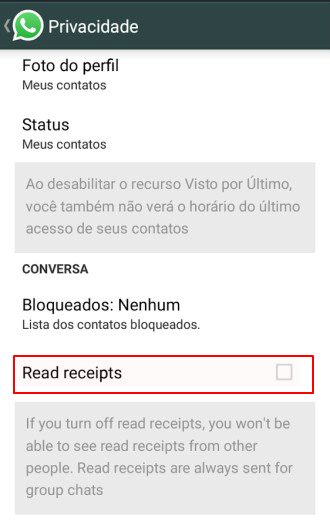 Privacidade
Foto do perfil
Meus contatos
Status
Meus contatos
Ao desabilitar o recurso Visto por Último,
você também não verá o horário do último
acesso de seus contatos
CONVERSA
Bloqueados: Nenhum
Lista dos contatos bloqueados.
Read receipts
If you turn off read receipts, you won't be
able to see read receipts from other
people. Read receipts are always sent for
group chats